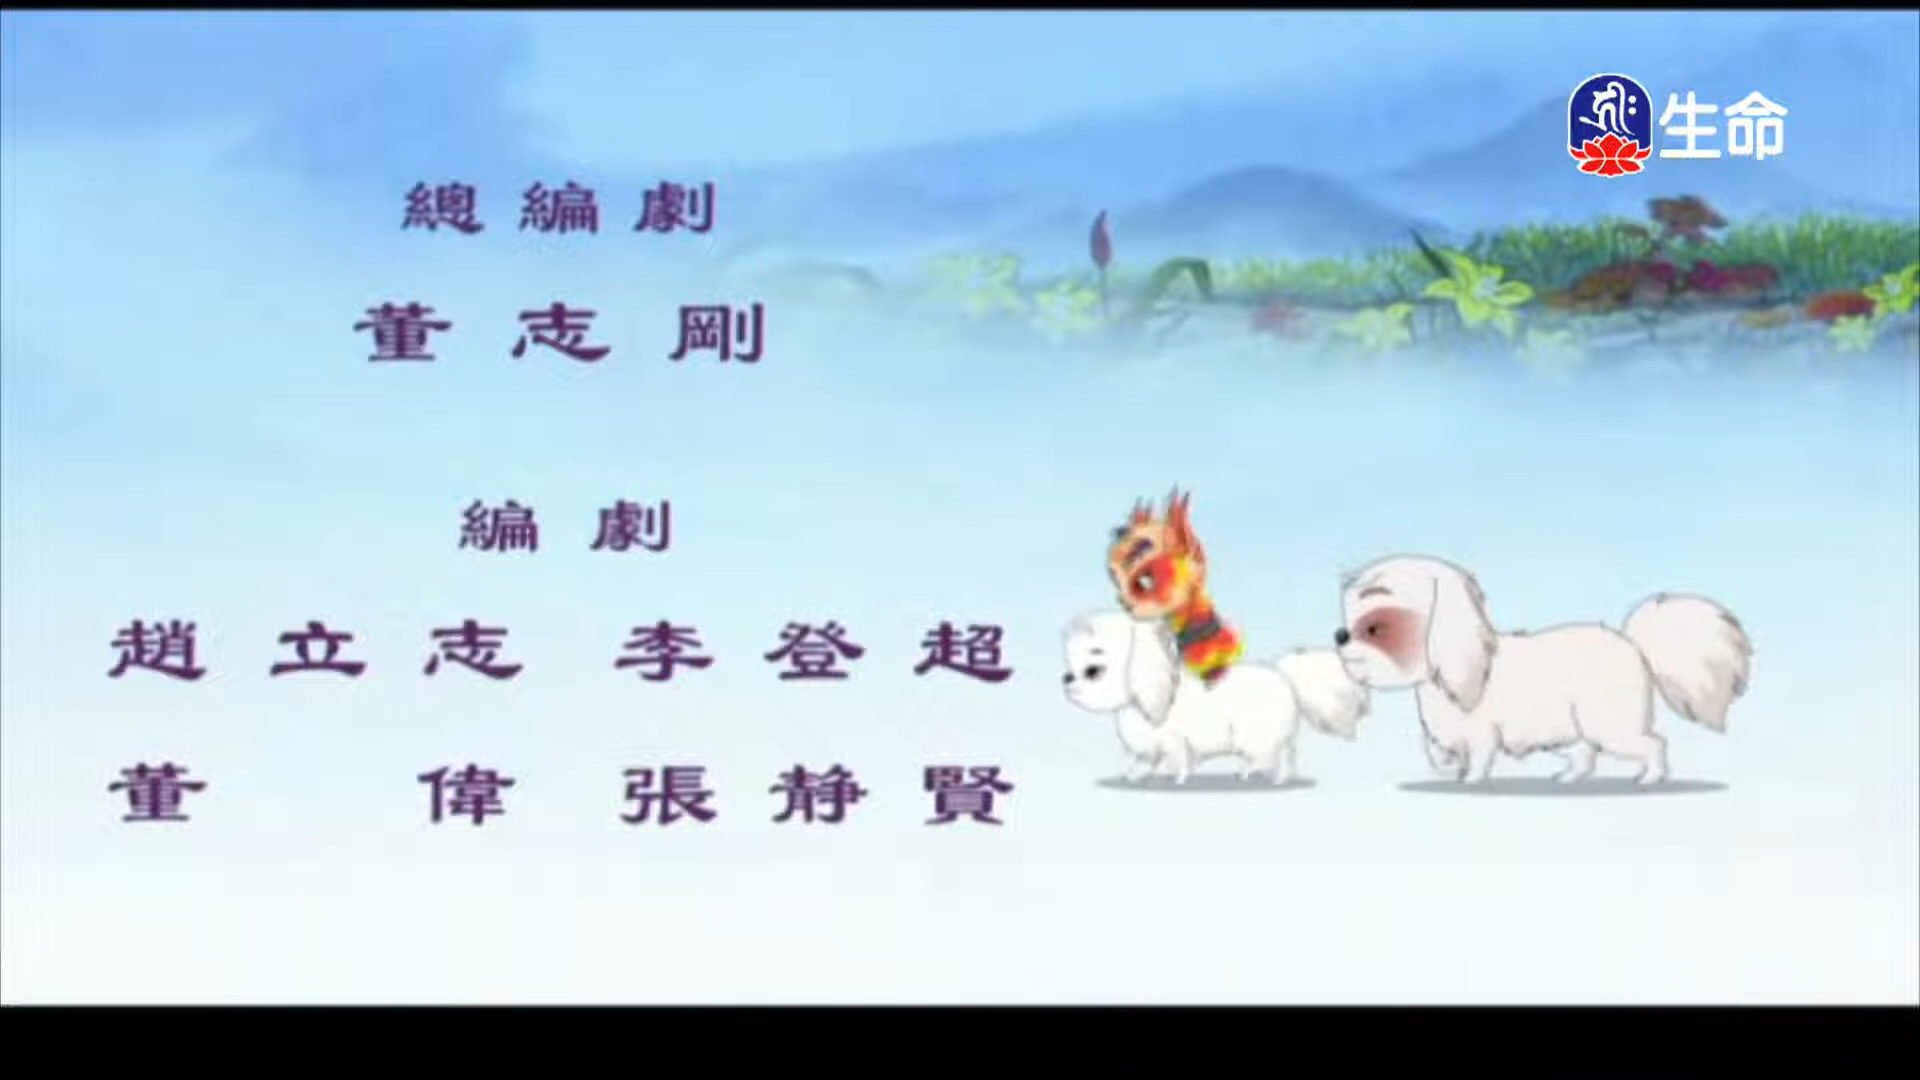 生命
總編劇
董志剛
編劇
趙立志 李登超
董偉 張静賢